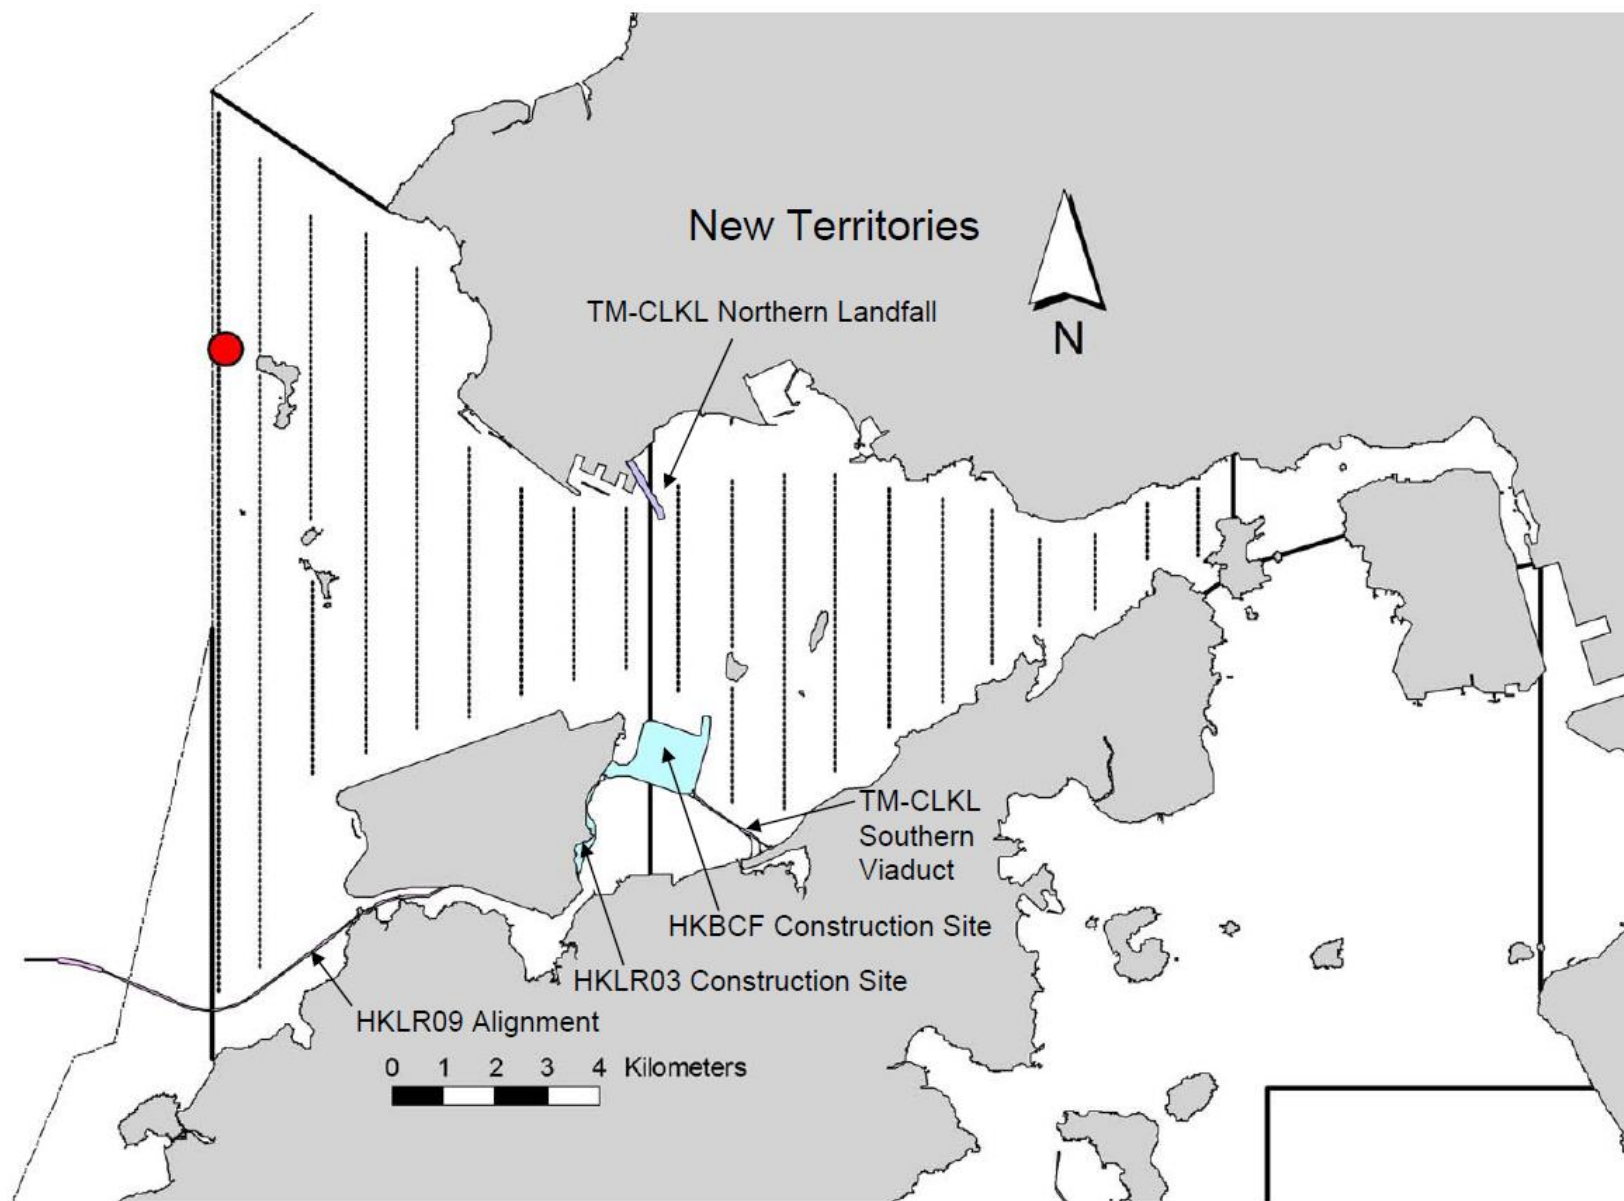 New Territories
TM-CLKL Northern Landfall
N
TM-CLKL
Southern
Viaduct
HKBCF Construction Site
HKLR03 Construction Site
HKLR09 Alignment
0 1 2 3 4 Kilometers